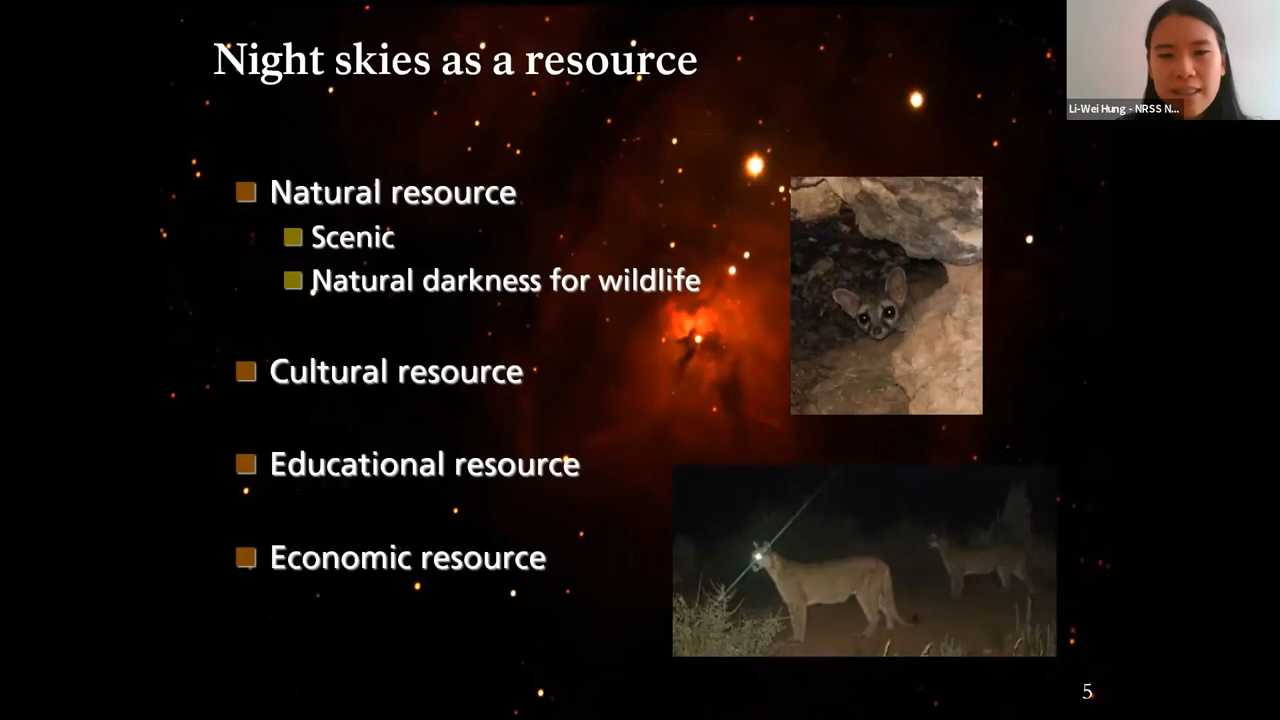 Night skies as a resource
Li-Wei Hung - NRSS N...
Natural resource
Scenic
Natural darkness for wildlife
Cultural resource
Educational resource
Economic resource
5